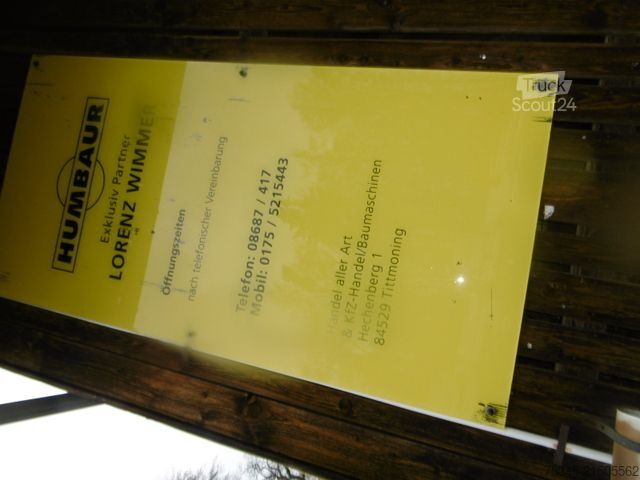 HUMBAUR
Exklusiv Partner
LORENZ WIMMER
Öffnungszeiten
nach telefonischer Vereinbarung
Telefon: 08687 / 417
Mobil: 0175 / 5215443
Handel aller Art
& KfZ-Handel/Baumaschinen
Hechenberg 1
84529 Tittmoning
Truck
Scout24